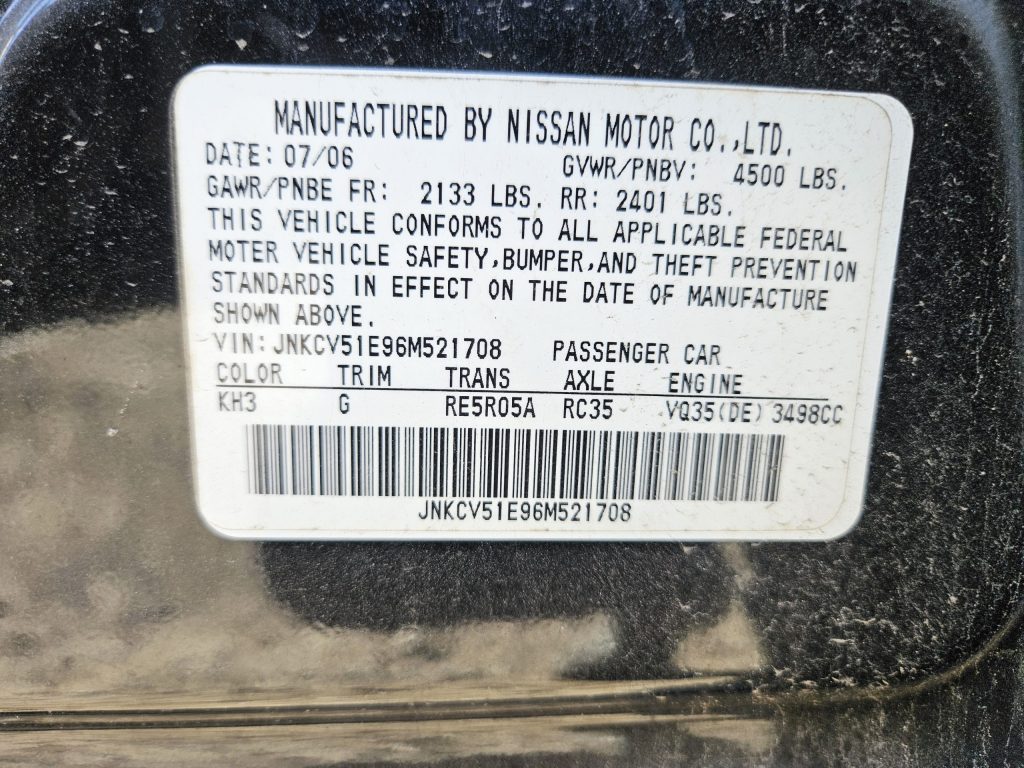 MANUFACTURED BY NISSAN MOTOR CO.,LTD.
DATE: 07/06 GVWR/PNBV: 4500 LBS.
GAWR/PNBE FR: 2133 LBS. RR: 2401 LBS.
THIS VEHICLE CONFORMS TO ALL APPLICABLE FEDERAL
MOTER VEHICLE SAFETY,BUMPER,AND THEFT PREVENTION
STANDARDS IN EFFECT ON THE DATE OF MANUFACTURE
SHOWN ABOVE.
VIN: JNKCV51E96M521708 PASSENGER CAR
COLOR TRIM TRANS AXLE ENGINE
KH3 G RE5R05A RC35 VQ35(DE) 3498CC
JNKCV51E96M521708